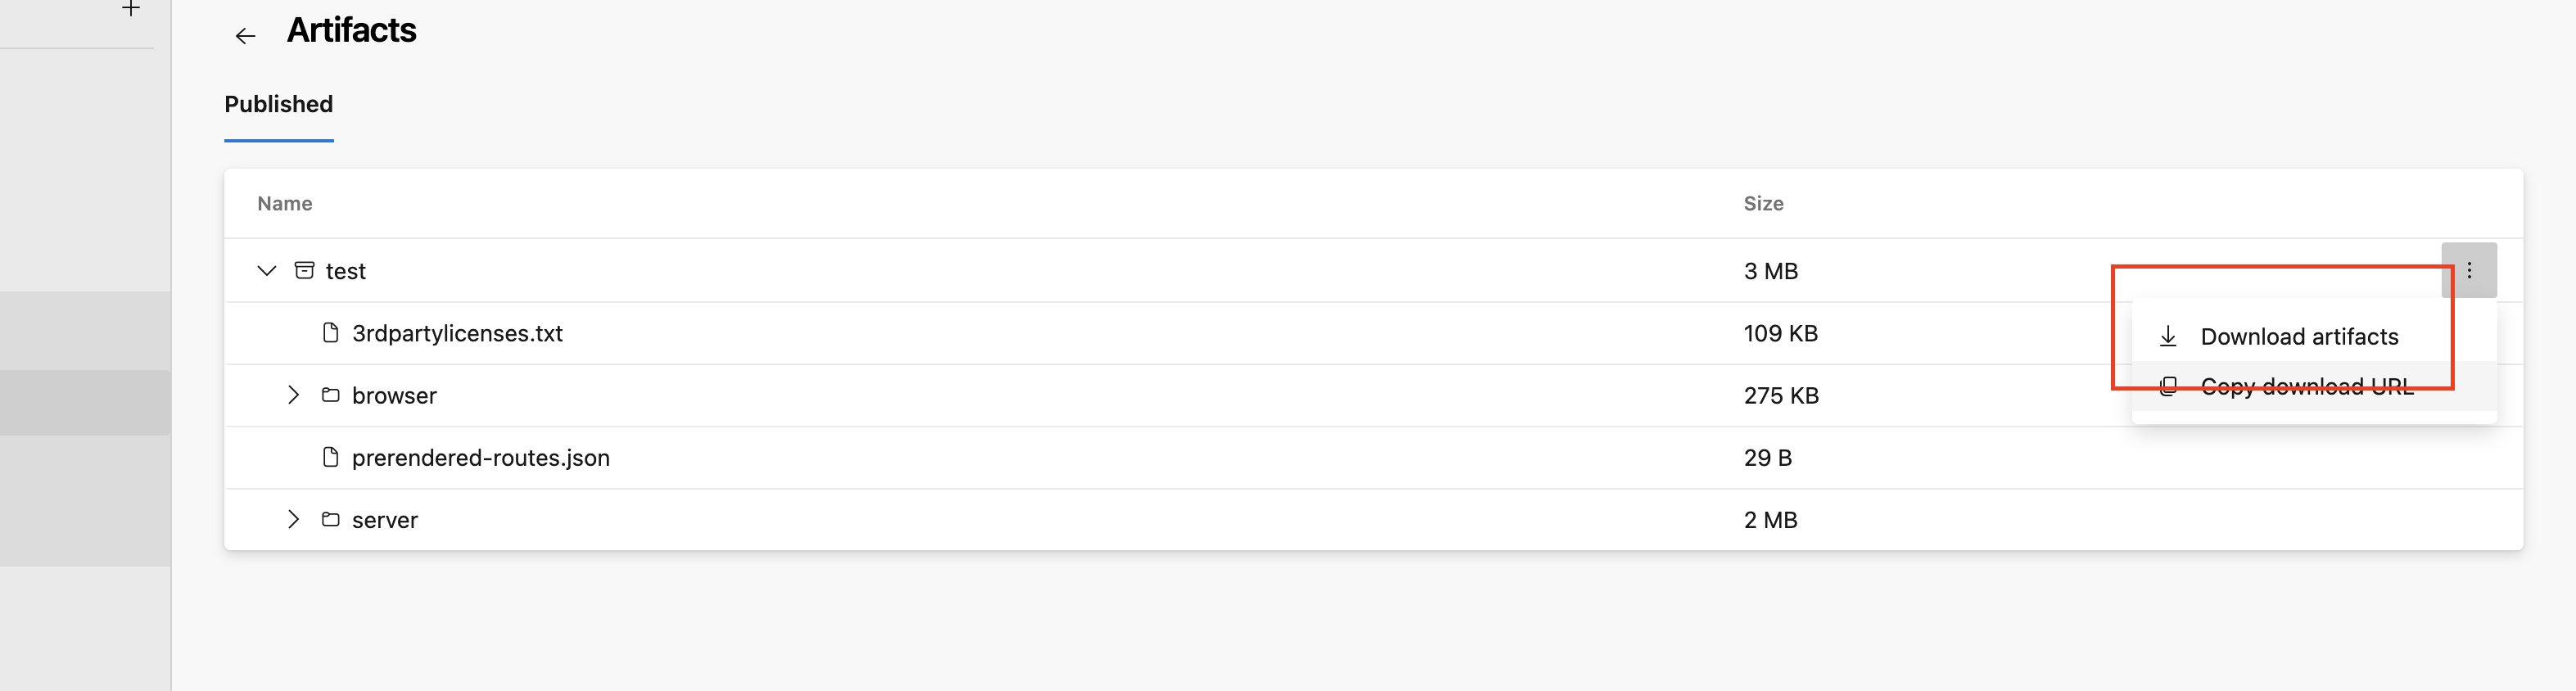 Artifacts
Published
Name Size
test 3 MB
3rdpartylicenses.txt 109 KB
Download artifacts
browser 275 KB
Copy download URL
prerendered-routes.json 29 B
server 2 MB